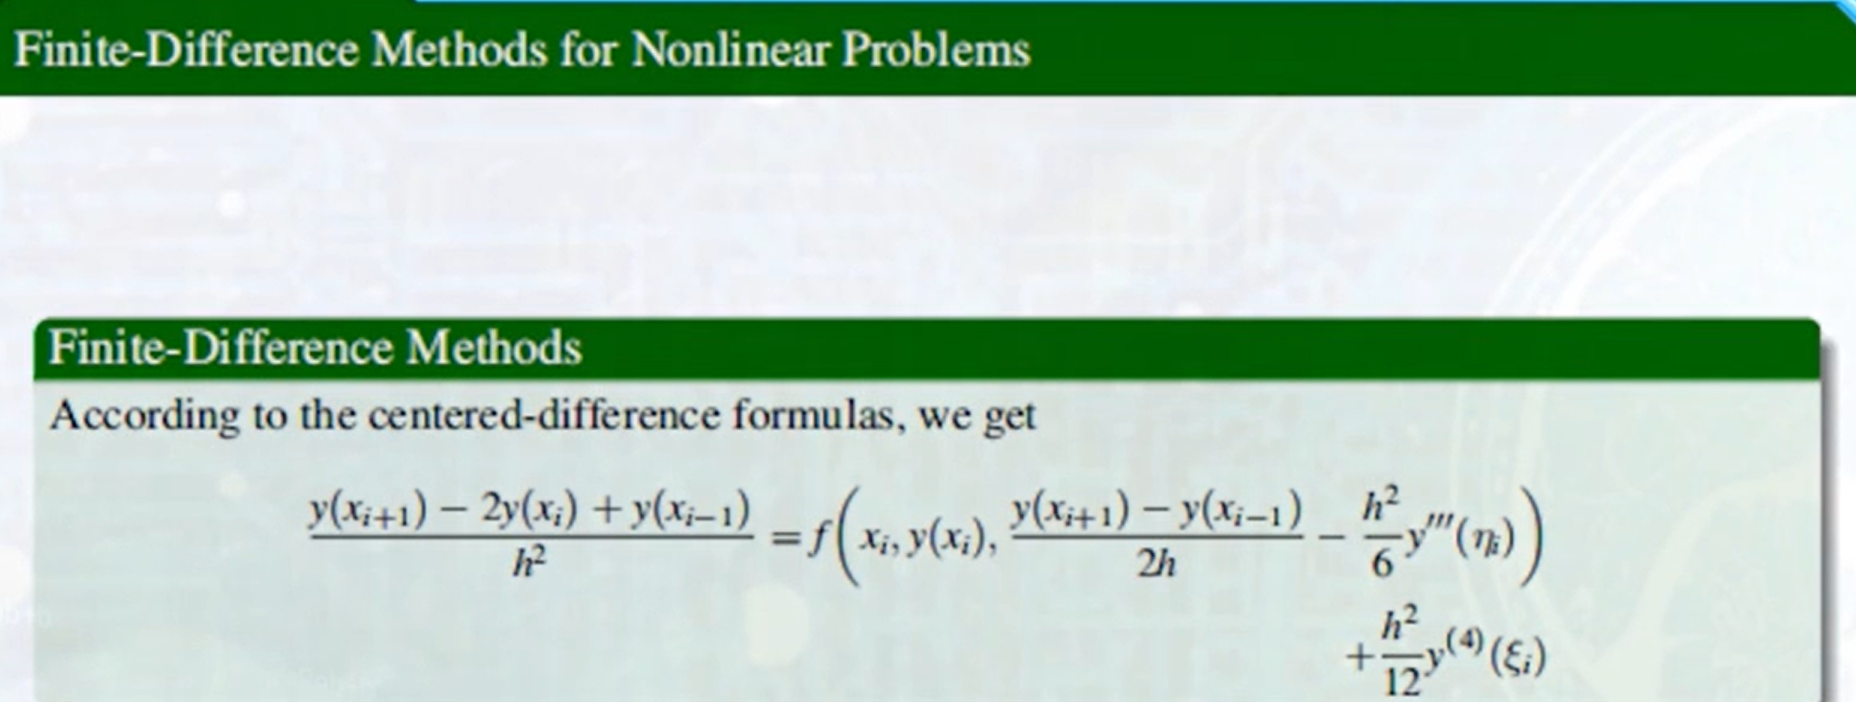 Finite-Difference Methods for Nonlinear Problems
Finite-Difference Methods
According to the centered-difference formulas, we get
\frac{y(x_{i+1}) - 2y(x_i) + y(x_{i-1})}{h^2} = f\left( x_i, y(x_i), \frac{y(x_{i+1}) - y(x_{i-1})}{2h} - \frac{h^2}{6} y'''(\eta_i) \right)
+ \frac{h^2}{12} y^{(4)}(\xi_i)